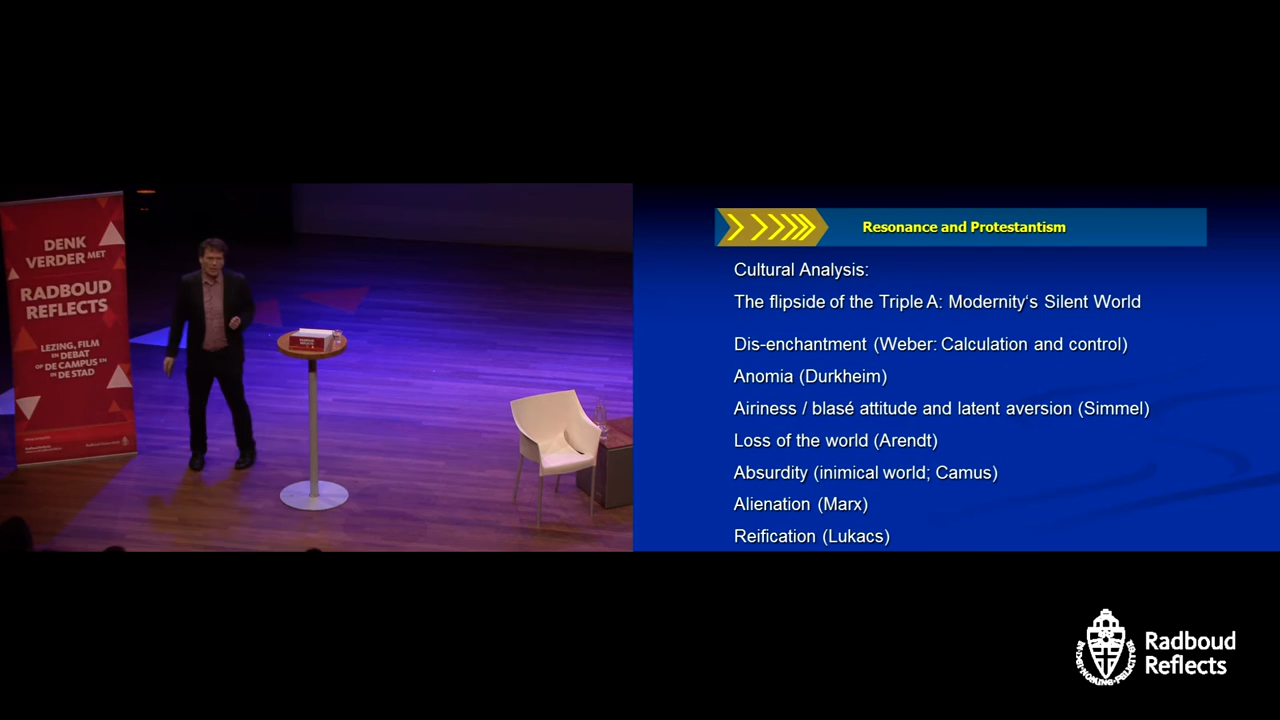 DENK
VERDER MET
RADBOUD
REFLECTS
LEZING, FILM
EN DEBAT
OP DE CAMPUS EN
IN DE STAD
RADBOUD
REFLECTS
Resonance and Protestantism
Cultural Analysis:
The flipside of the Triple A: Modernity's Silent World
Dis-enchantment (Weber: Calculation and control)
Anomia (Durkheim)
Airiness / blasé attitude and latent aversion (Simmel)
Loss of the world (Arendt)
Absurdity (inimical world; Camus)
Alienation (Marx)
Reification (Lukacs)
Radboud
Reflects